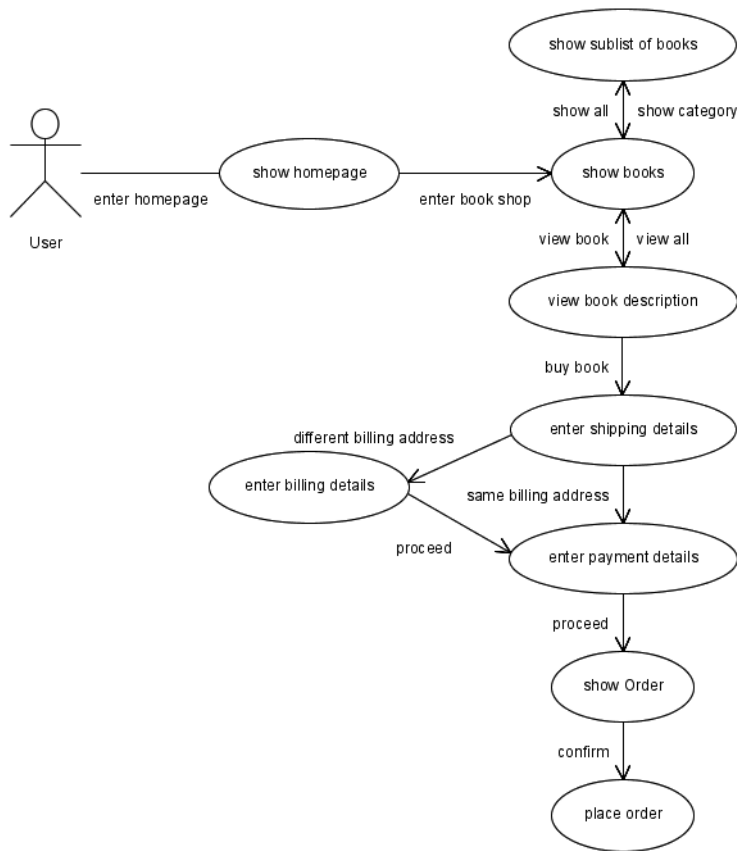 show sublist of books
show all
show category
show homepage
show books
enter homepage
enter book shop
User
view book
view all
view book description
buy book
enter shipping details
different billing address
enter billing details
same billing address
proceed
enter payment details
proceed
show Order
confirm
place order